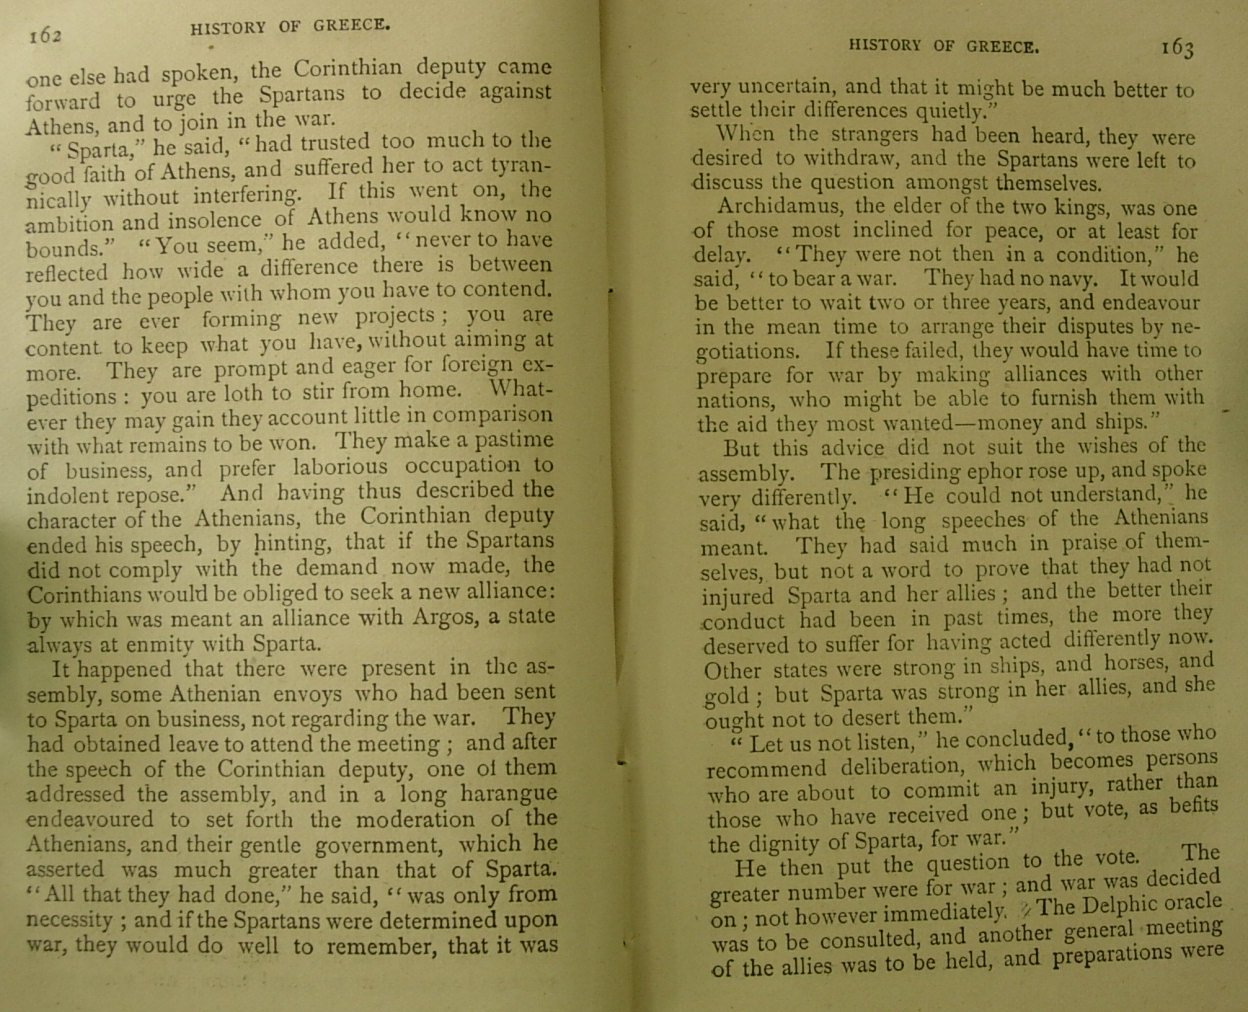 162
HISTORY OF GREECE.
one else had spoken, the Corinthian deputy came
forward to urge the Spartans to decide against
Athens, and to join in the war.
“ Sparta,” he said, “ had trusted too much to the
good faith of Athens, and suffered her to act tyran-
nically without interfering. If this went on, the
ambition and insolence of Athens would know no
bounds.” “ You seem,” he added, “ never to have
reflected how wide a difference there is between
you and the people with whom you have to contend.
They are ever forming new projects ; you are
content to keep what you have, without aiming at
more. They are prompt and eager for foreign ex-
peditions : you are loth to stir from home. What-
ever they may gain they account little in comparison
with what remains to be won. They make a pastime
of business, and prefer laborious occupation to
indolent repose.” And having thus described the
character of the Athenians, the Corinthian deputy
ended his speech, by hinting, that if the Spartans
did not comply with the demand now made, the
Corinthians would be obliged to seek a new alliance:
by which was meant an alliance with Argos, a state
always at enmity with Sparta.
It happened that there were present in the as-
sembly, some Athenian envoys who had been sent
to Sparta on business, not regarding the war. They
had obtained leave to attend the meeting ; and after
the speech of the Corinthian deputy, one of them
addressed the assembly, and in a long harangue
endeavoured to set forth the moderation of the
Athenians, and their gentle government, which he
asserted was much greater than that of Sparta.
“All that they had done,” he said, “ was only from
necessity ; and if the Spartans were determined upon
war, they would do well to remember, that it was
HISTORY OF GREECE.
163
very uncertain, and that it might be much better to
settle their differences quietly.”
When the strangers had been heard, they were
desired to withdraw, and the Spartans were left to
discuss the question amongst themselves.
Archidamus, the elder of the two kings, was one
of those most inclined for peace, or at least for
delay. “ They were not then in a condition,” he
said, “ to bear a war. They had no navy. It would
be better to wait two or three years, and endeavour
in the mean time to arrange their disputes by ne-
gotiations. If these failed, they would have time to
prepare for war by making alliances with other
nations, who might be able to furnish them with
the aid they most wanted—money and ships.”
But this advice did not suit the wishes of the
assembly. The presiding ephor rose up, and spoke
very differently. “ He could not understand,” he
said, “ what the long speeches of the Athenians
meant. They had said much in praise of them-
selves, but not a word to prove that they had not
injured Sparta and her allies ; and the better their
conduct had been in past times, the more they
deserved to suffer for having acted differently now.
Other states were strong in ships, and horses, and
gold ; but Sparta was strong in her allies, and she
ought not to desert them.”
“ Let us not listen,” he concluded, “ to those who
recommend deliberation, which becomes persons
who are about to commit an injury, rather than
those who have received one ; but vote, as befits
the dignity of Sparta, for war.”
He then put the question to the vote. The
greater number were for war ; and war was decided
on ; not however immediately. The Delphic oracle
was to be consulted, and another general meeting
of the allies was to be held, and preparations were